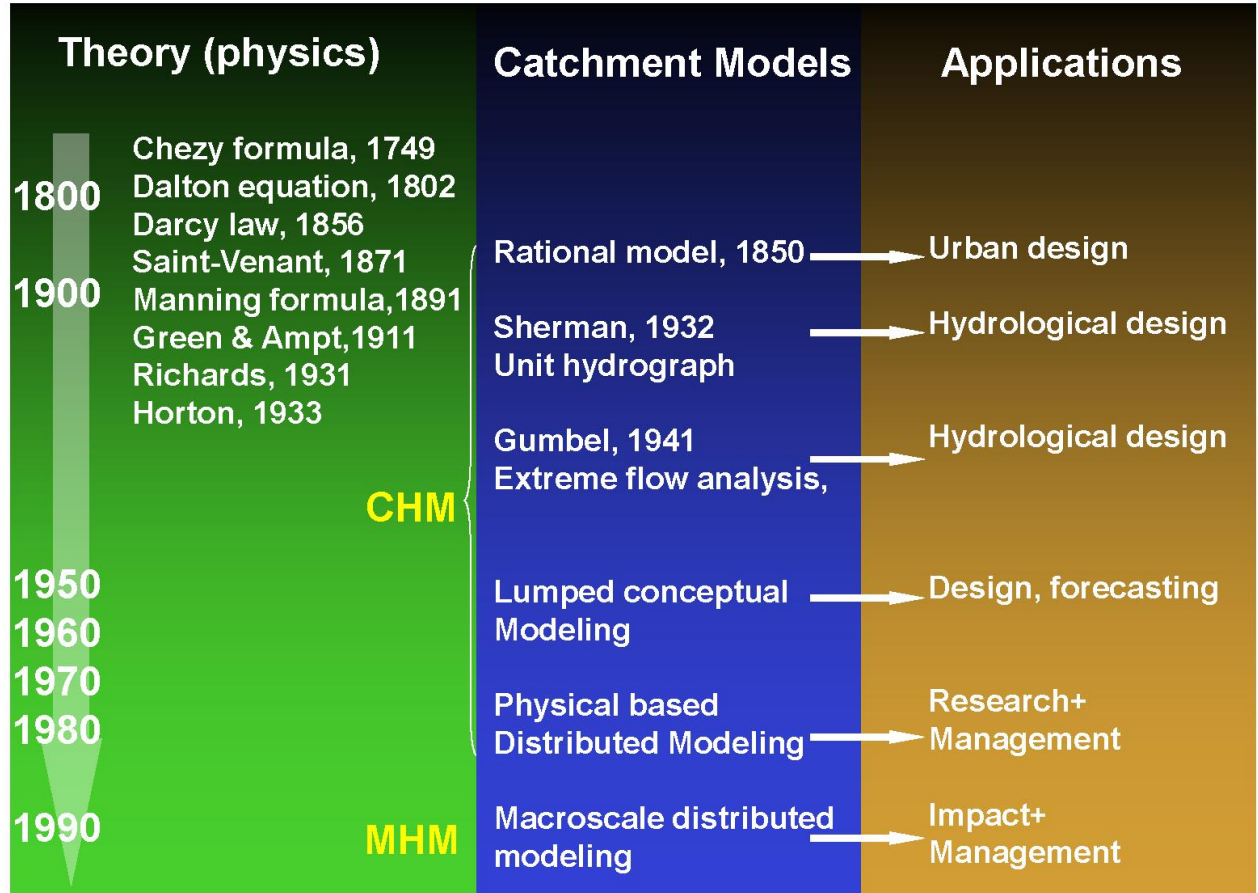 Theory (physics)
1800
1900
1950
1960
1970
1980
1990
Chezy formula, 1749
Dalton equation, 1802
Darcy law, 1856
Saint-Venant, 1871
Manning formula,1891
Green & Ampt,1911
Richards, 1931
Horton, 1933
CHM
MHM
Catchment Models
Rational model, 1850
Sherman, 1932
Unit hydrograph
Gumbel, 1941
Extreme flow analysis,
Lumped conceptual
Modeling
Physical based
Distributed Modeling
Macroscale distributed
modeling
Applications
Urban design
Hydrological design
Hydrological design
Design, forecasting
Research+
Management
Impact+
Management